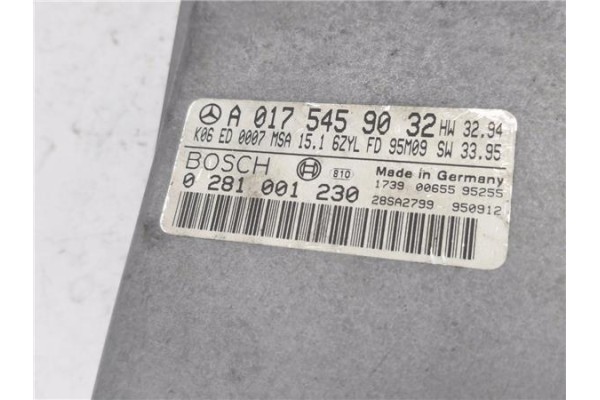 A 017 545 90 32 HW 32.94
K06 ED 0007 MSA 15.1 6ZYL FD 95M09 SW 33.95
BOSCH 810 Made in Germany
0 281 001 230 1739 00655 95255
28SA2799 950912